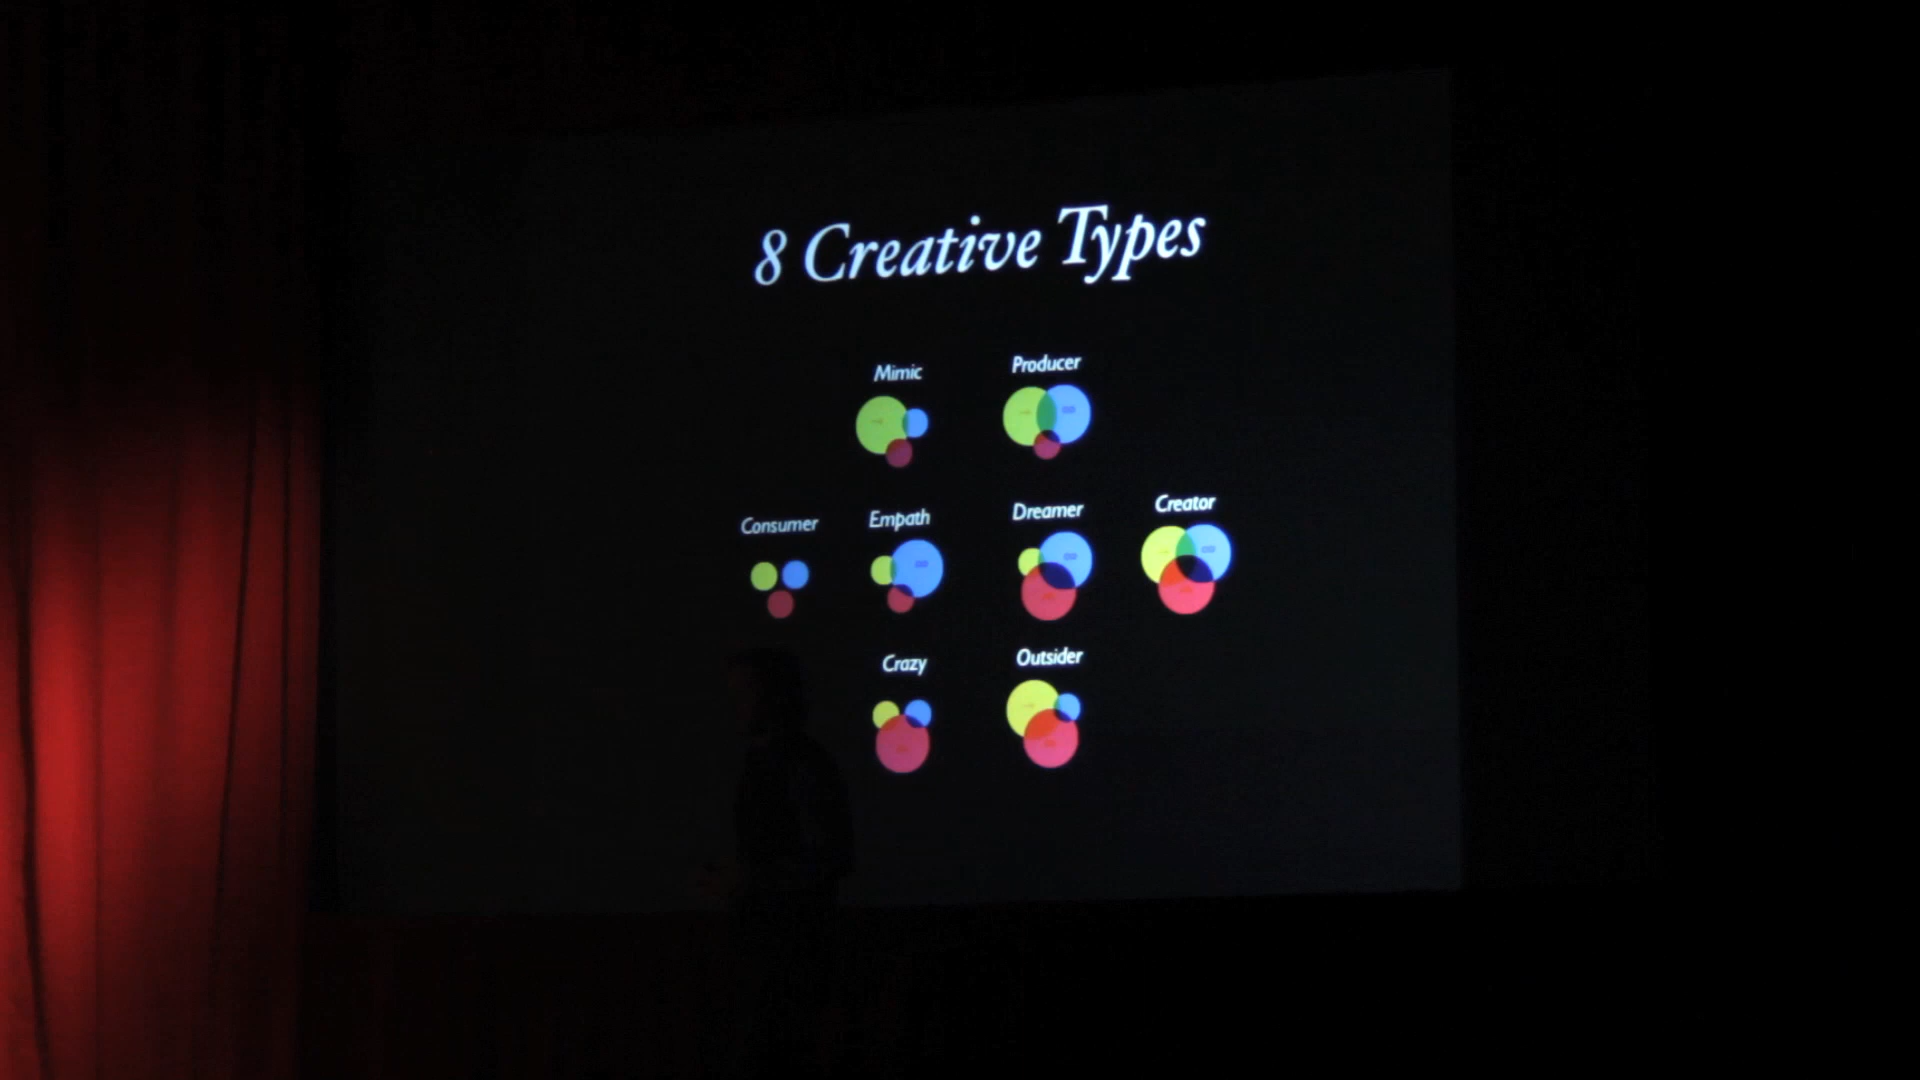 8 Creative Types
Mimic
Producer
Consumer
Empath
Dreamer
Creator
Crazy
Outsider